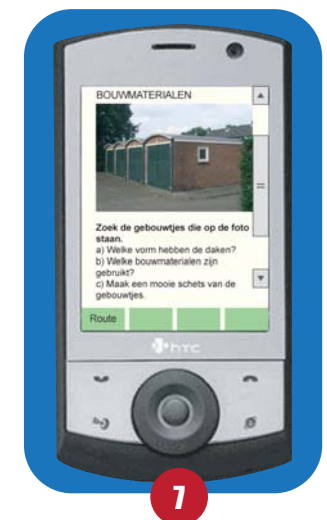 BOUWMATERIALEN
Zoek de gebouwtjes die op de foto
staan.
a) Welke vorm hebben de daken?
b) Welke bouwmaterialen zijn
gebruikt?
c) Maak een mooie schets van de
gebouwtjes.
Route
htc
7